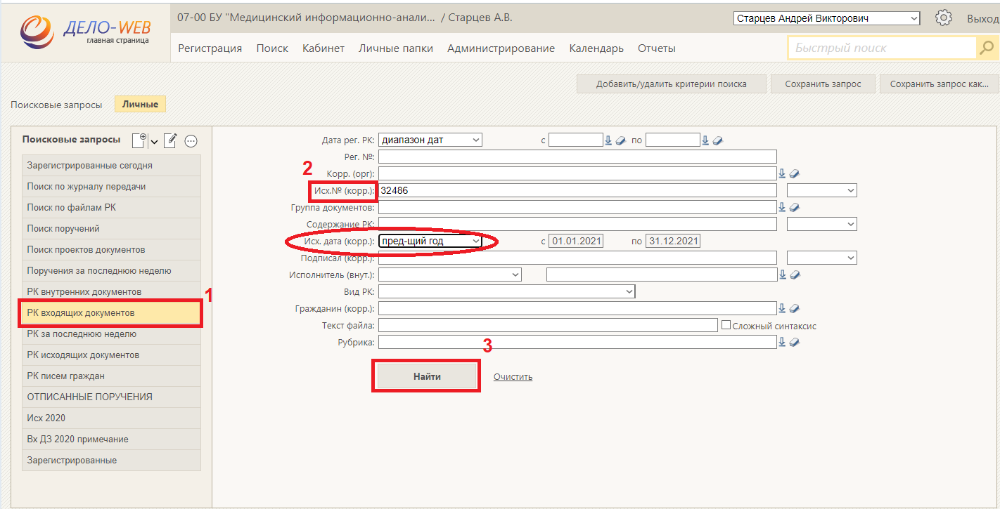 07-00 БУ "Медицинский информационно-анали... / Старцев А.В.
Старцев Андрей Викторович
Выход
ДЕЛО-WEB
главная страница
Регистрация Поиск Кабинет Личные папки Администрирование Календарь Отчеты
Быстрый поиск
Добавить/удалить критерии поиска Сохранить запрос Сохранить запрос как...
Поисковые запросы Личные
Поисковые запросы
Зарегистрированные сегодня
Поиск по журналу передачи
Поиск по файлам РК
Поиск поручений
Поиск проектов документов
Поручения за последнюю неделю
РК внутренних документов
1
РК входящих документов
РК за последнюю неделю
РК исходящих документов
РК писем граждан
ОТПИСАННЫЕ ПОРУЧЕНИЯ
Исх 2020
Вх ДЗ 2020 примечание
Зарегистрированные
Дата рег. РК: диапазон дат с по
Рег. №:
2
Корр. (орг):
Исх.№ (корр.): 32486
Группа документов:
Содержание РК:
Исх. дата (корр.): пред-щий год с 01.01.2021 по 31.12.2021
Подписал (корр.):
Исполнитель (внут.):
Вид РК:
Гражданин (корр.):
Текст файла: Сложный синтаксис
Рубрика:
3
Найти Очистить